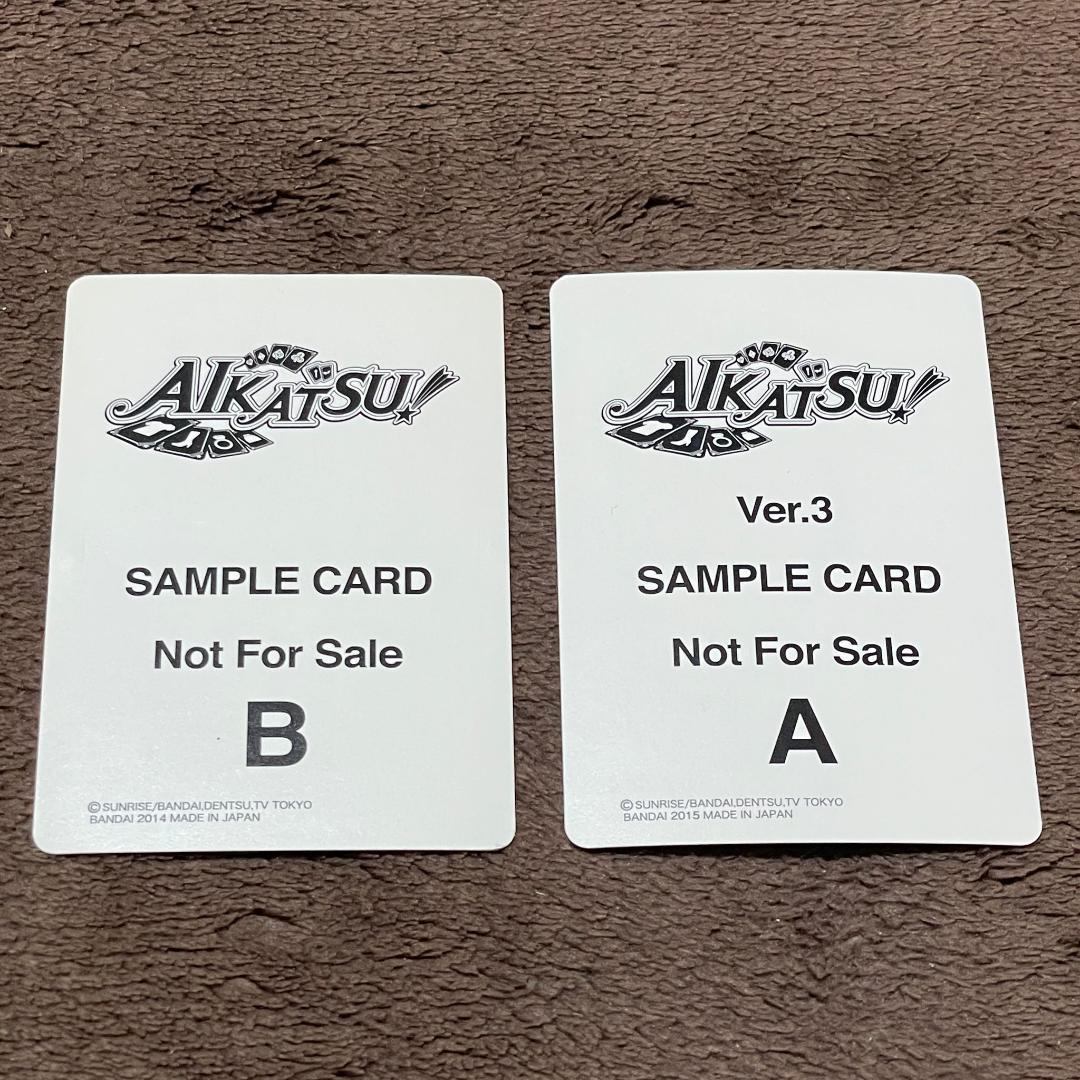 AIKATSU!
SAMPLE CARD
Not For Sale
B
©SUNRISE/BANDAI,DENTSU,TV TOKYO
BANDAI 2014 MADE IN JAPAN
AIKATSU!
Ver.3
SAMPLE CARD
Not For Sale
A
©SUNRISE/BANDAI,DENTSU,TV TOKYO
BANDAI 2015 MADE IN JAPAN